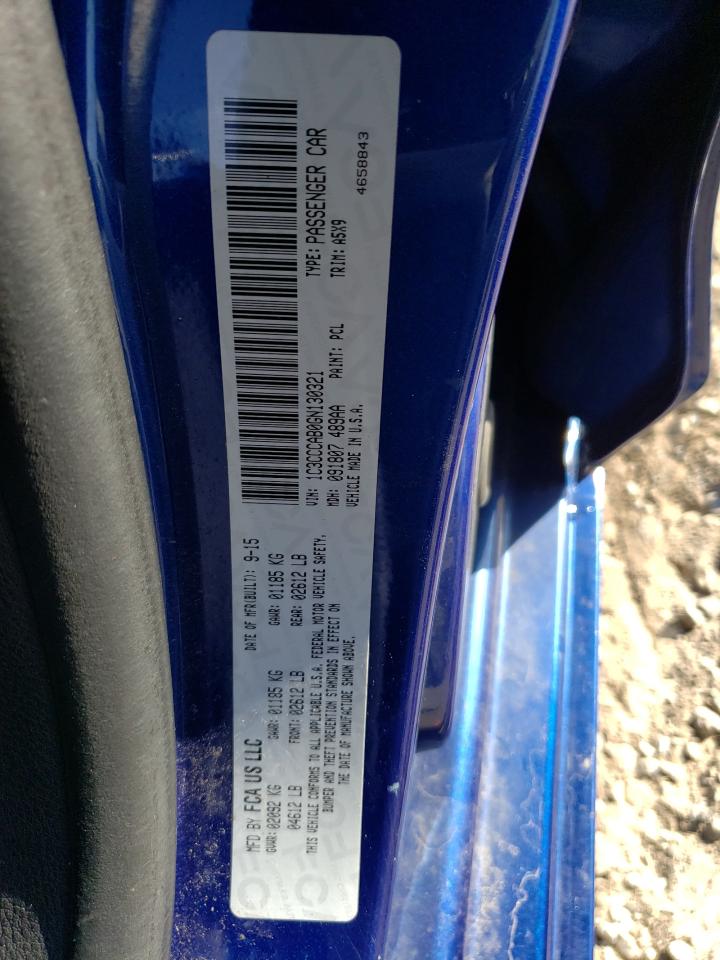 MFD BY FCA US LLC DATE OF MFR(BUILT): 9-15
GVWR: 02092 KG GAWR: 01185 KG GAWR: 01185 KG
04612 LB FRONT: 02612 LB REAR: 02612 LB
THIS VEHICLE CONFORMS TO ALL APPLICABLE U.S.A. FEDERAL MOTOR VEHICLE SAFETY,
BUMPER AND THEFT PREVENTION STANDARDS IN EFFECT ON
THE DATE OF MANUFACTURE SHOWN ABOVE.
VIN: 1C3CCCAB0GN130321 TYPE: PASSENGER CAR
MDH: 091807 489AA PAINT: PCL TRIM: A5X9
VEHICLE MADE IN U.S.A. 4658843